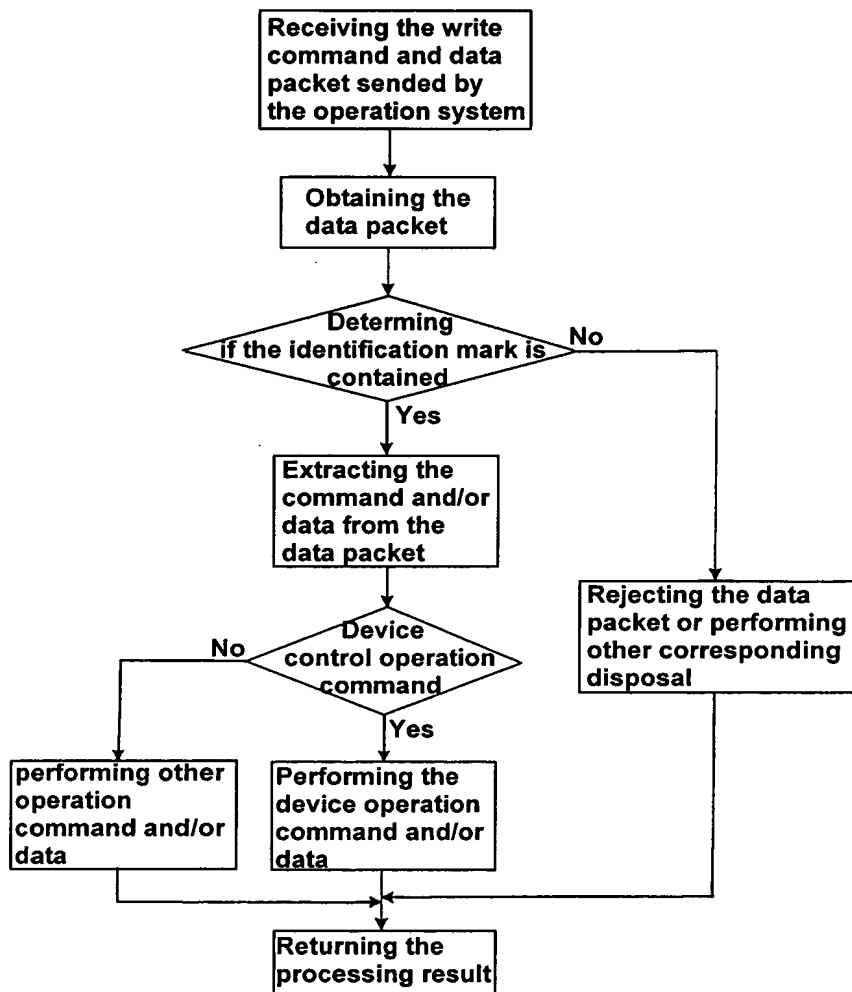 Receiving the write
command and data
packet sended by
the operation system
Obtaining the
data packet
Determing
if the identification mark is
contained
No
Yes
Extracting the
command and/or
data from the
data packet
Rejecting the data
packet or performing
other corresponding
disposal
Device
control operation
command
No
Yes
performing other
operation
command and/or
data
Performing the
device operation
command and/or
data
Returning the
processing result